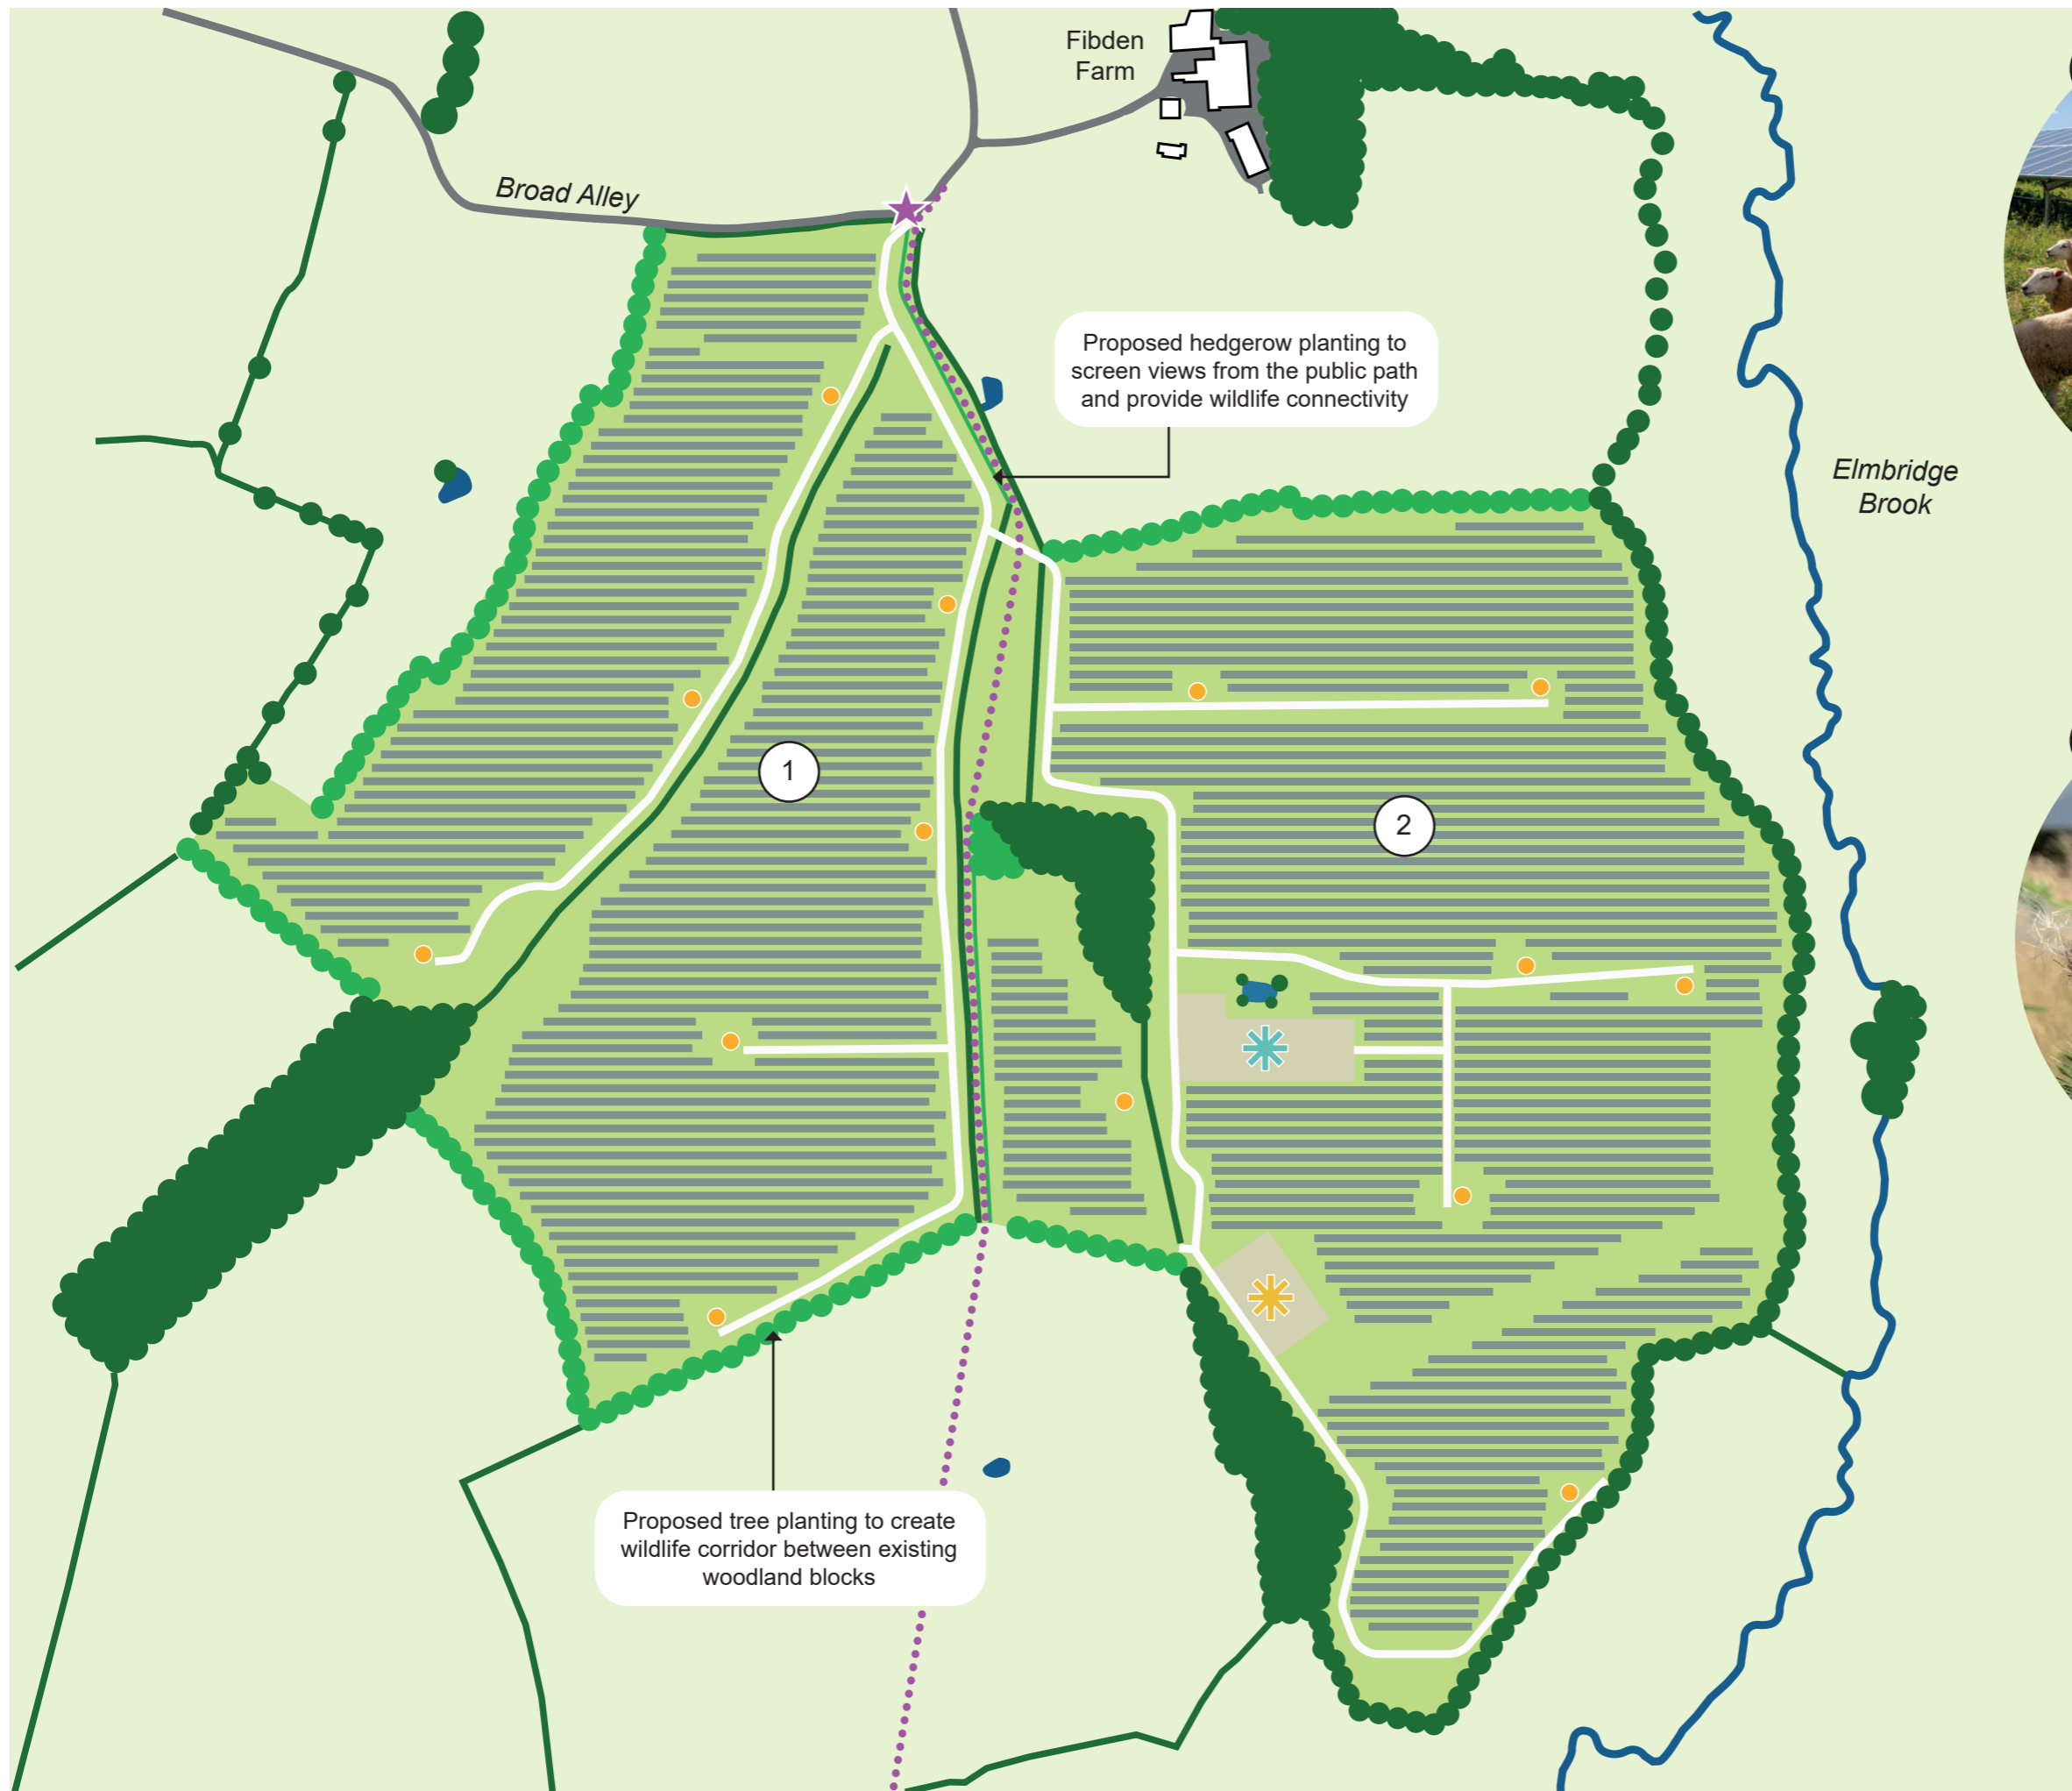 Fibden
Farm
Broad Alley
Proposed hedgerow planting to
screen views from the public path
and provide wildlife connectivity
Elmbridge
Brook
1
2
Proposed tree planting to create
wildlife corridor between existing
woodland blocks